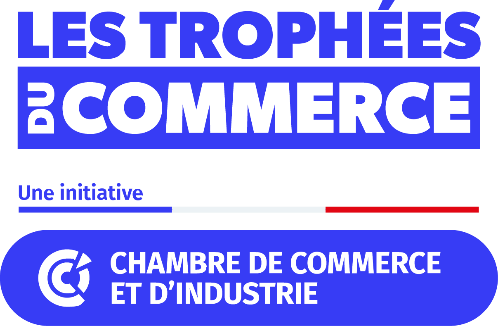 LES TROPHÉES
DU COMMERCE
Une initiative
CHAMBRE DE COMMERCE
ET D’INDUSTRIE